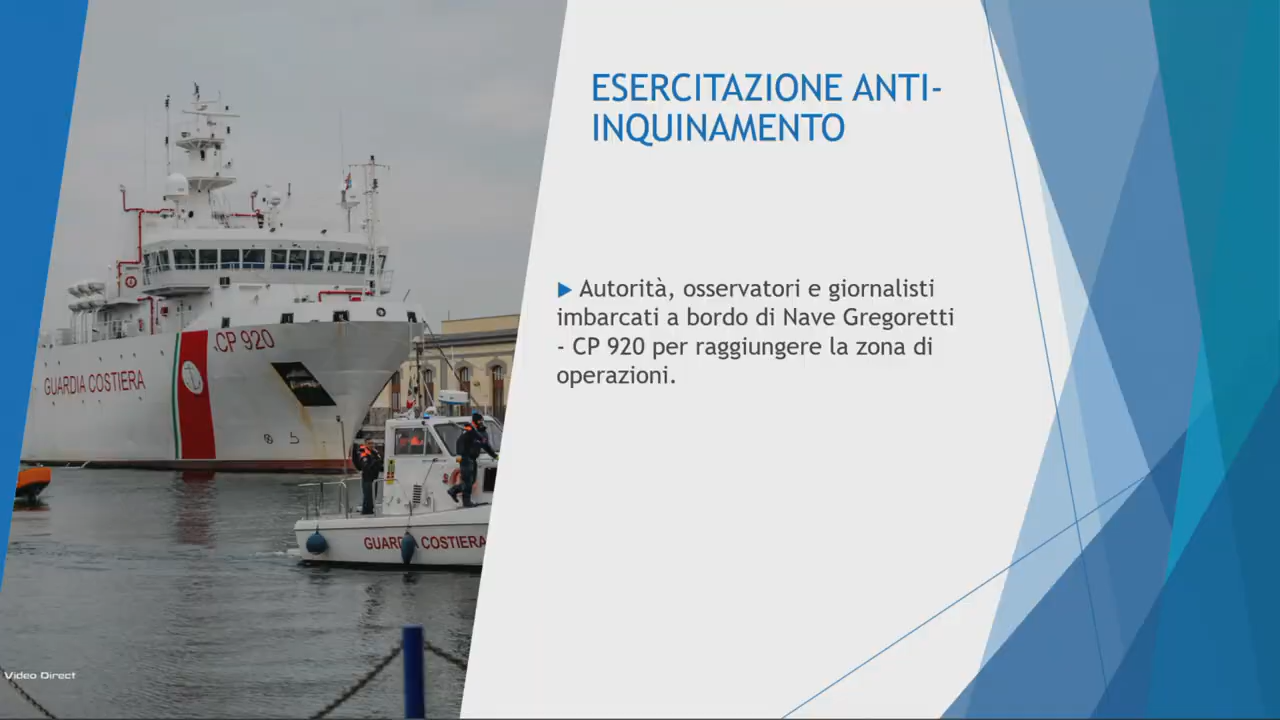 ESERCITAZIONE ANTI-
INQUINAMENTO
Autorità, osservatori e giornalisti
imbarcati a bordo di Nave Gregoretti
- CP 920 per raggiungere la zona di
operazioni.
CP 920
GUARDIA COSTIERA
GUARDIA COSTIERA
Video Direct